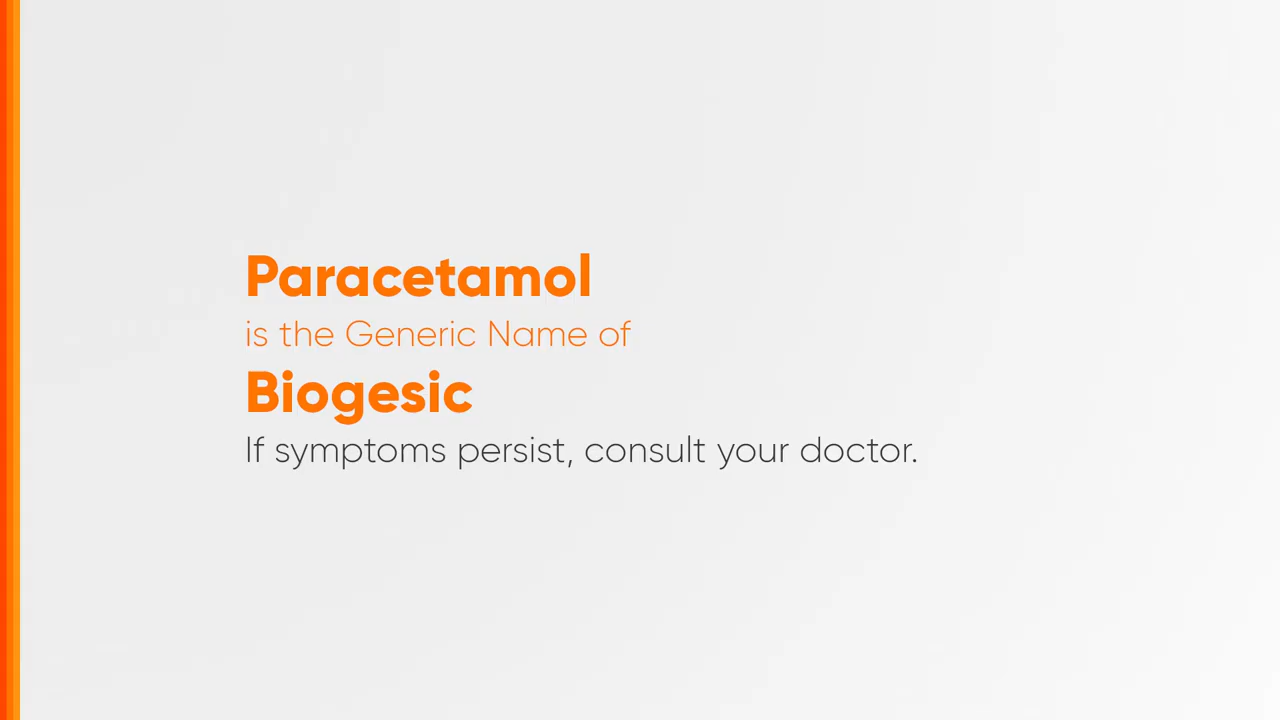 Paracetamol
is the Generic Name of
Biogesic
If symptoms persist, consult your doctor.